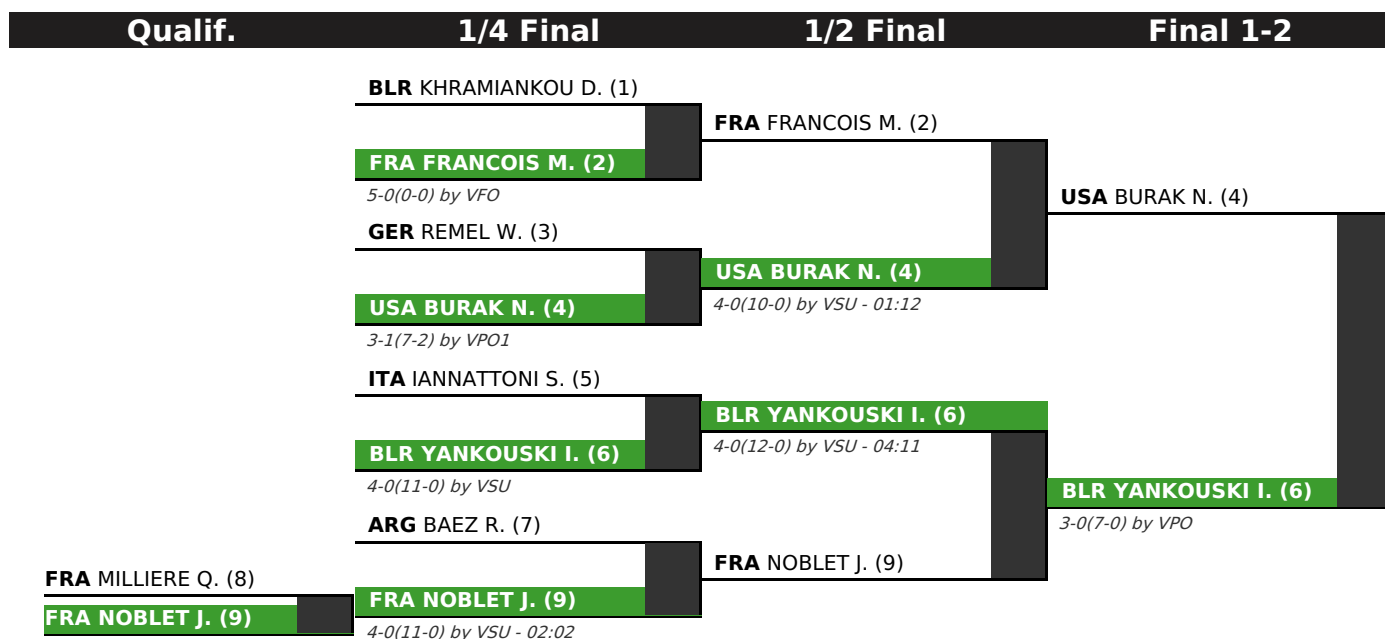 Qualif.
1/4 Final
1/2 Final
Final 1-2
BLR KHRAMIANKOU D. (1)
FRA FRANCOIS M. (2)
5-0(0-0) by VFO
GER REMEL W. (3)
USA BURAK N. (4)
3-1(7-2) by VPO1
ITA IANNATTONI S. (5)
BLR YANKOUSKI I. (6)
4-0(11-0) by VSU
ARG BAEZ R. (7)
FRA MILLIERE Q. (8)
FRA NOBLET J. (9)
FRA NOBLET J. (9)
4-0(11-0) by VSU - 02:02
FRA FRANCOIS M. (2)
USA BURAK N. (4)
4-0(10-0) by VSU - 01:12
BLR YANKOUSKI I. (6)
4-0(12-0) by VSU - 04:11
FRA NOBLET J. (9)
USA BURAK N. (4)
BLR YANKOUSKI I. (6)
3-0(7-0) by VPO